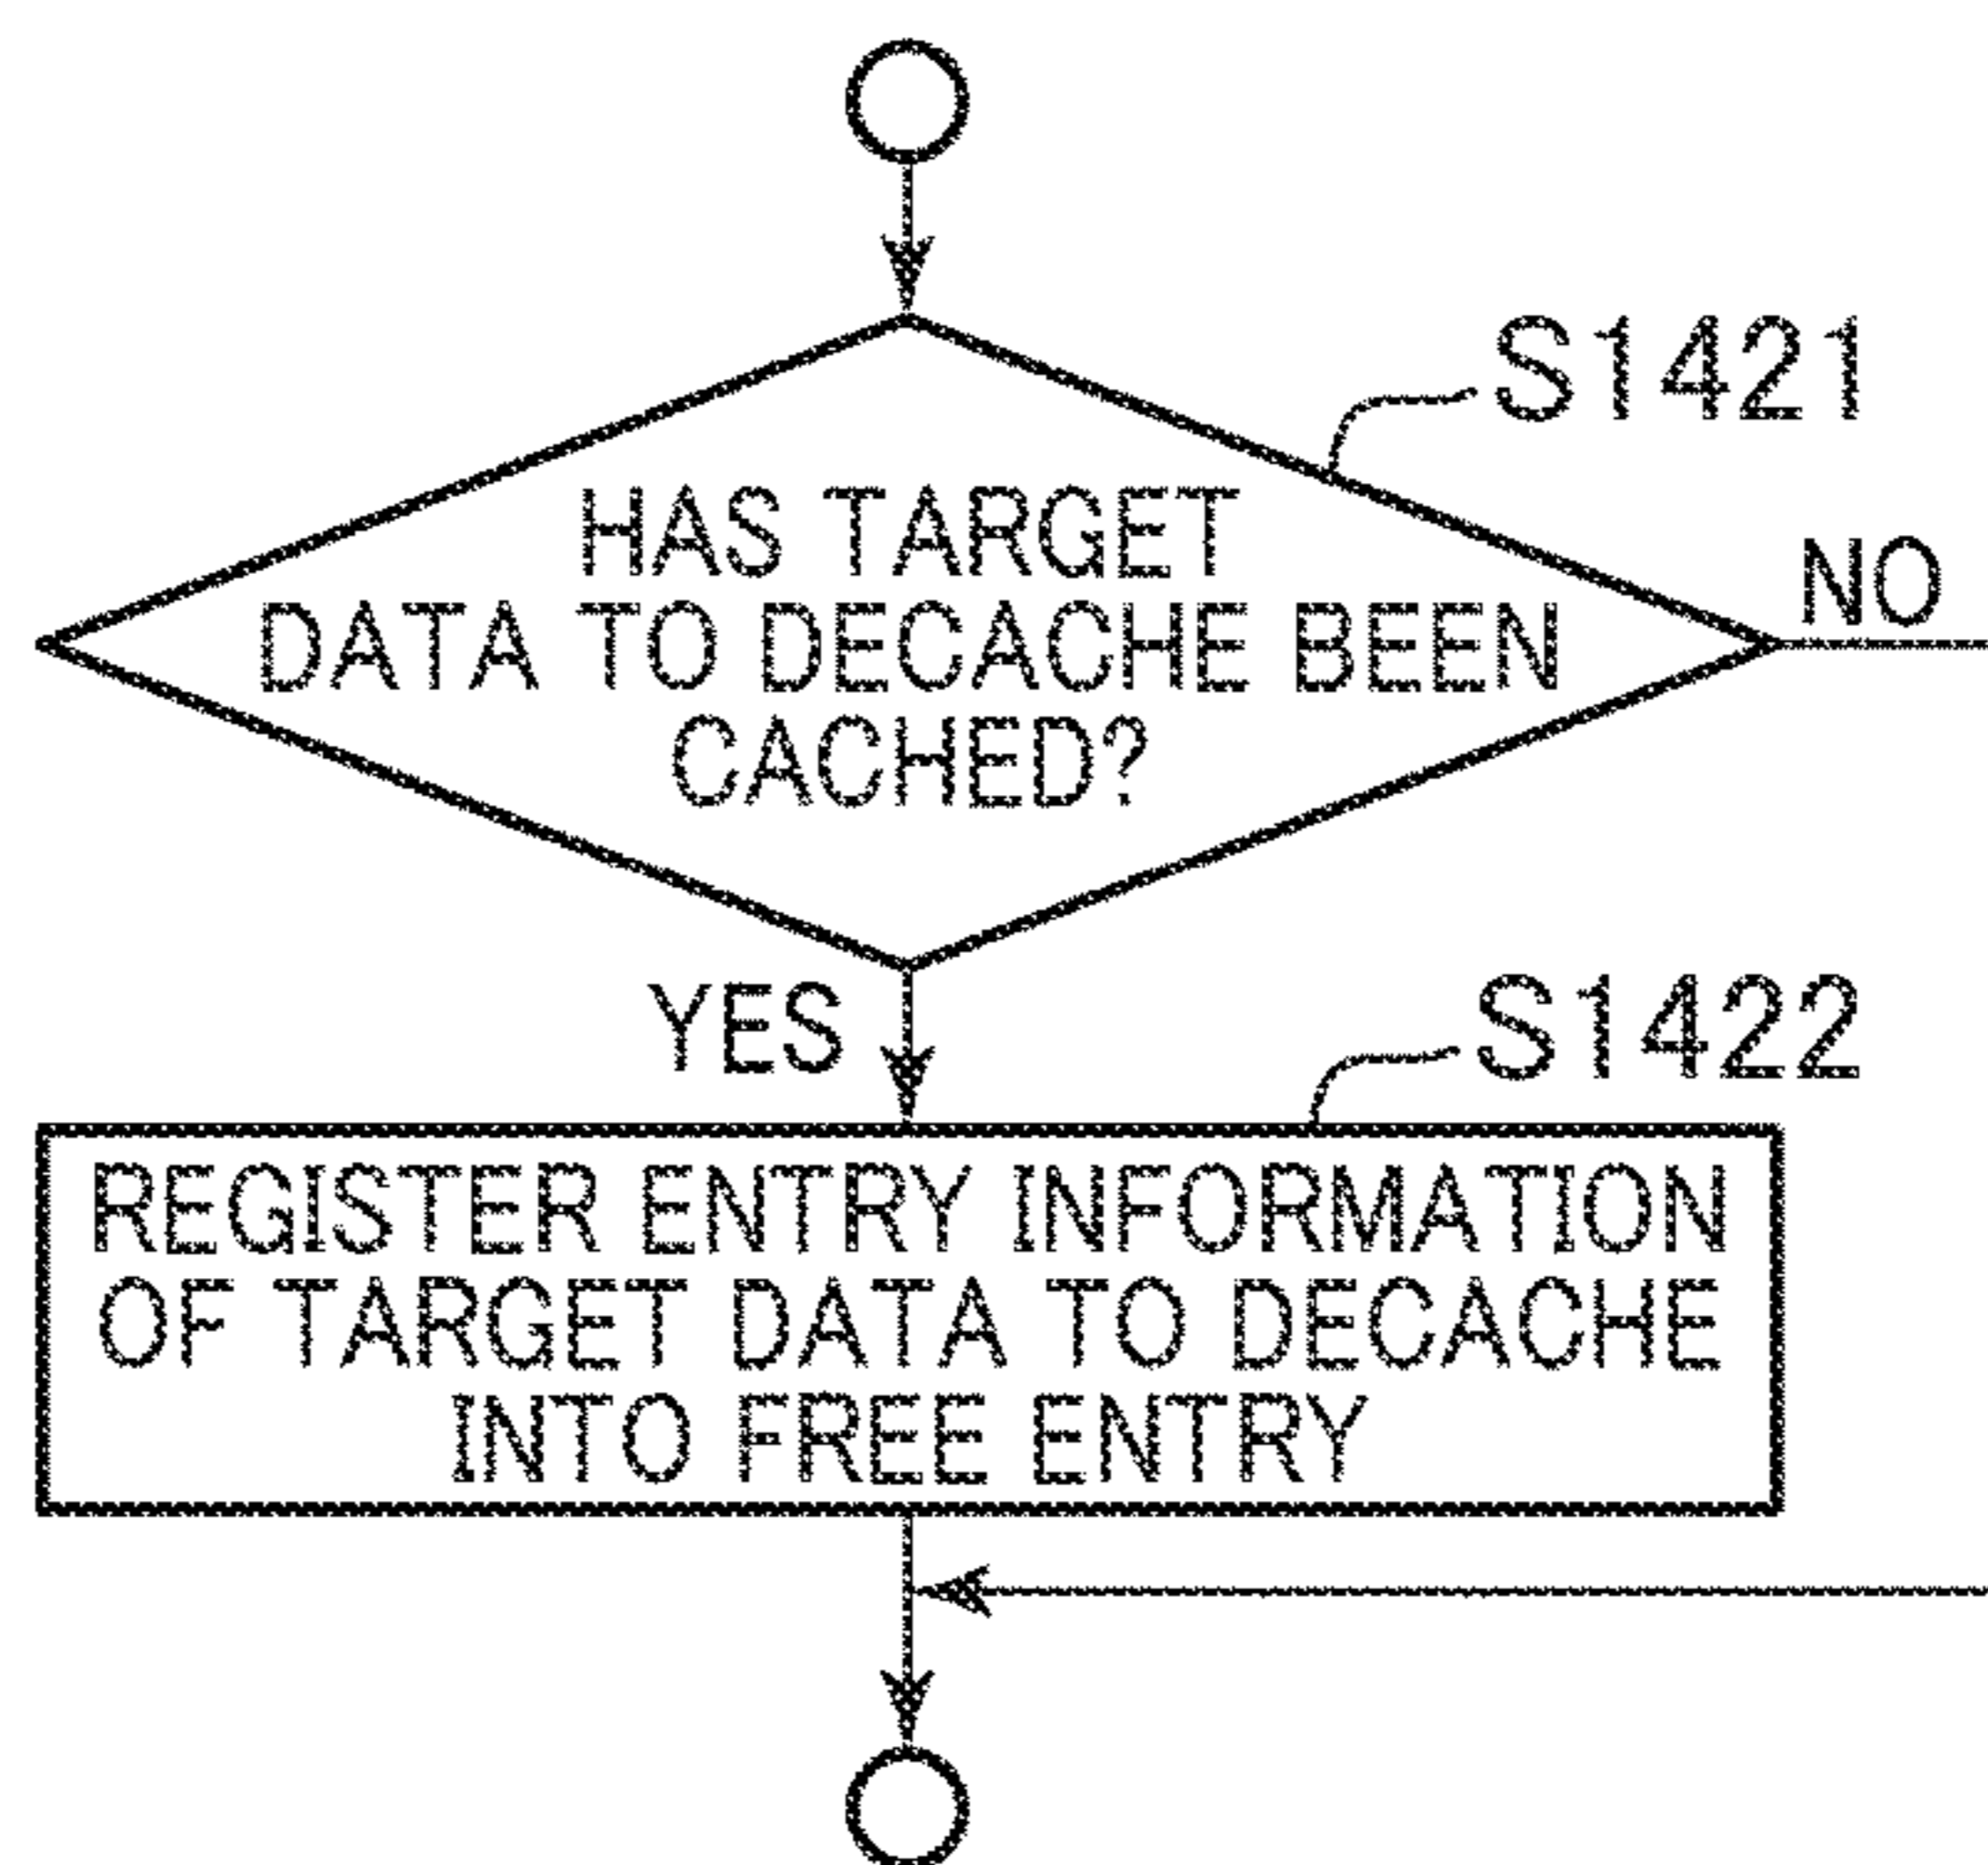 S1421
HAS TARGET
DATA TO DECACHE BEEN
CACHED?
NO
YES
S1422
REGISTER ENTRY INFORMATION
OF TARGET DATA TO DECACHE
INTO FREE ENTRY